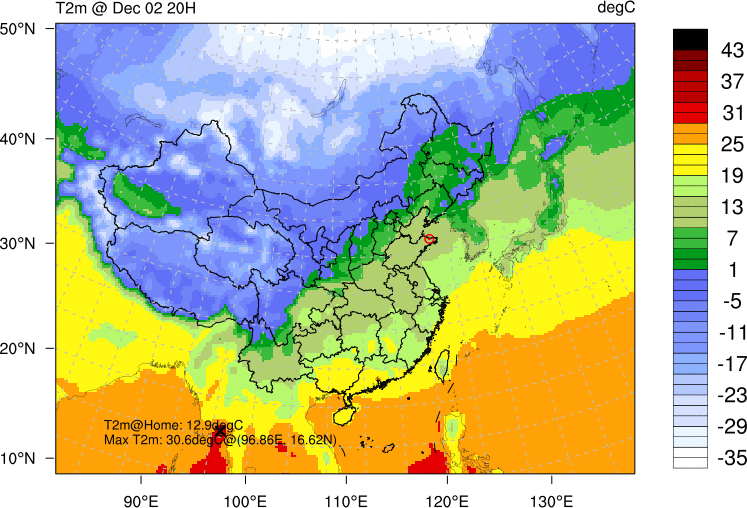 T2m @ Dec 02 20H
degC
50°N
40°N
30°N
20°N
10°N
90°E
100°E
110°E
120°E
130°E
T2m@Home: 12.9degC
Max T2m: 30.6degC@(96.86E, 16.62N)
43
37
31
25
19
13
7
1
-5
-11
-17
-23
-29
-35